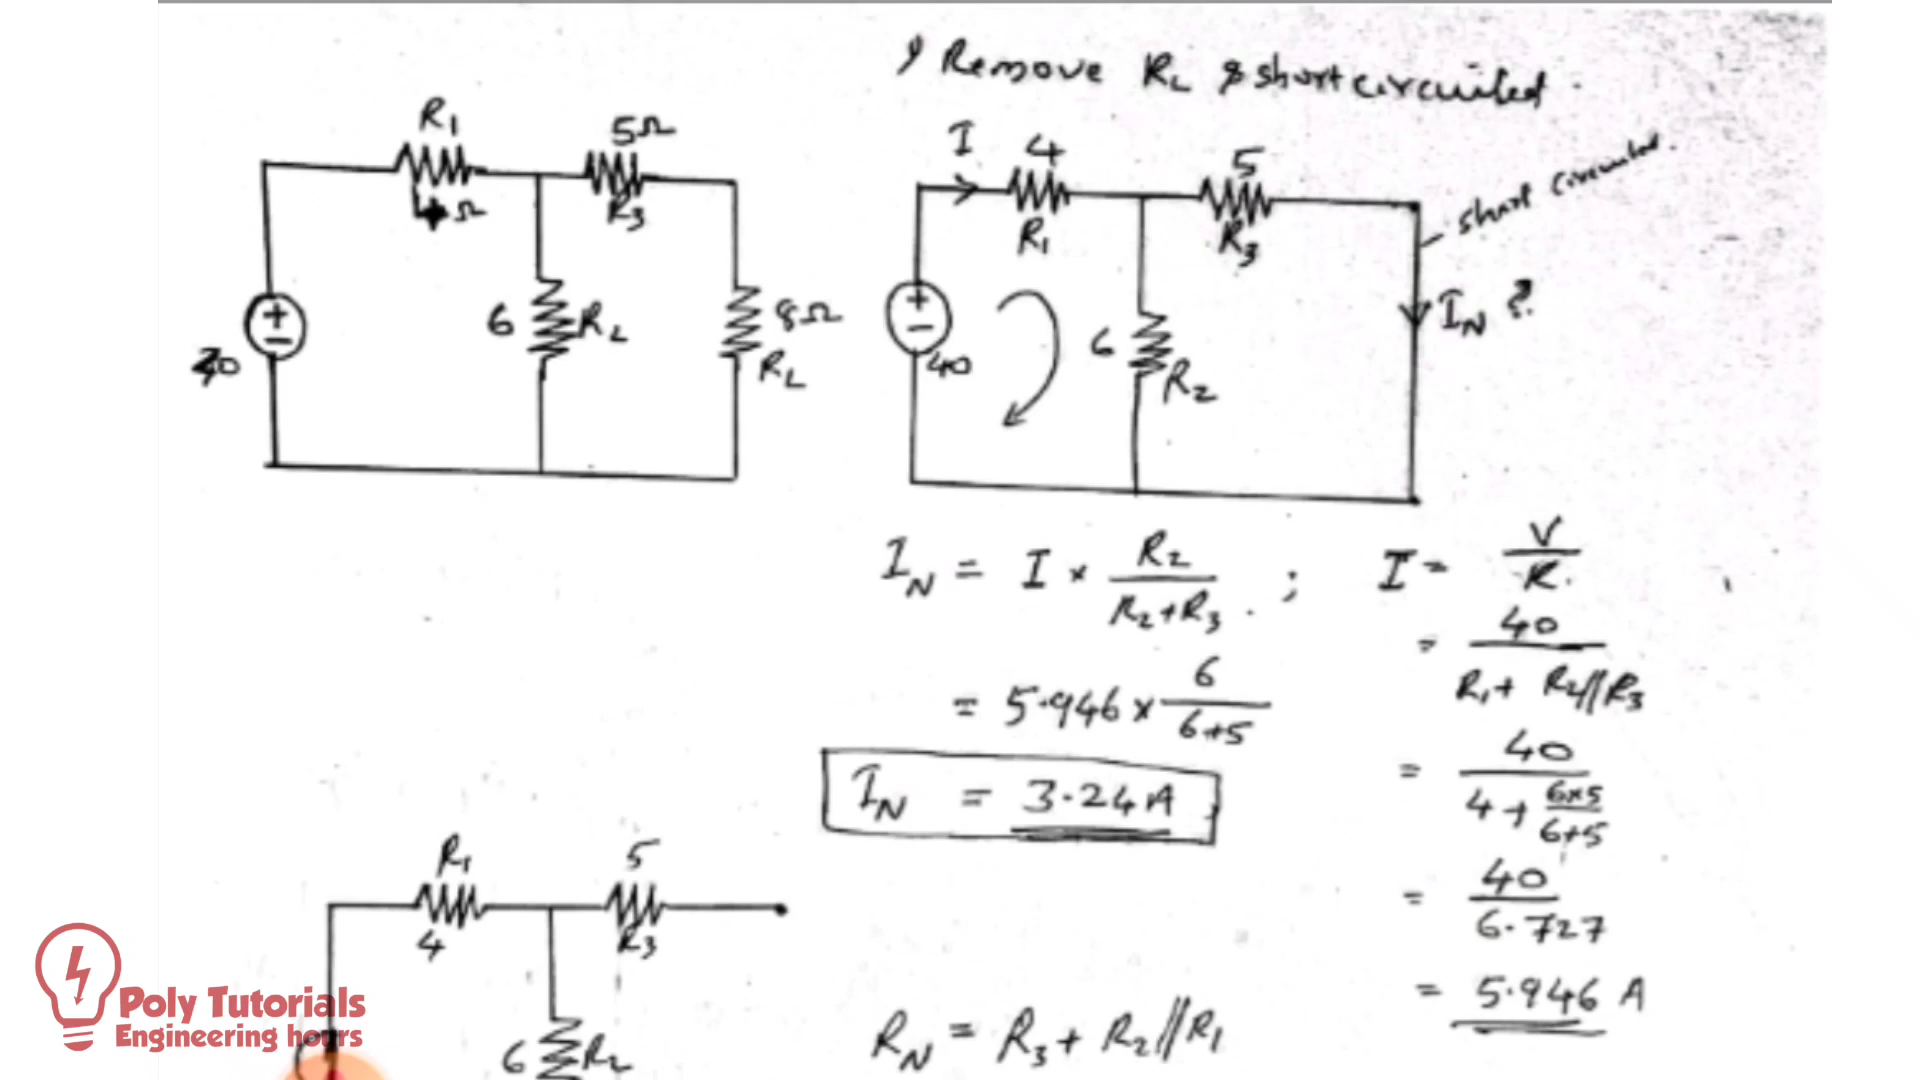 Remove RL & short circuited.
R1
5Ω
4Ω
R3
6
RL
8Ω
RL
40
I
4
5
R1
R3
short circuited.
IN ?
40
6
R2
IN = I × R2 / R2+R3 . ; I = V / R.
= 40 / R1 + R2//R3
= 5.946 × 6 / 6+5
= 40 / 4 + 6×5 / 6+5
IN = 3.24 A
= 40 / 6.727
= 5.946 A
R1
5
4
R3
6
R2
RN = R3 + R2//R1
Poly Tutorials
Engineering hours